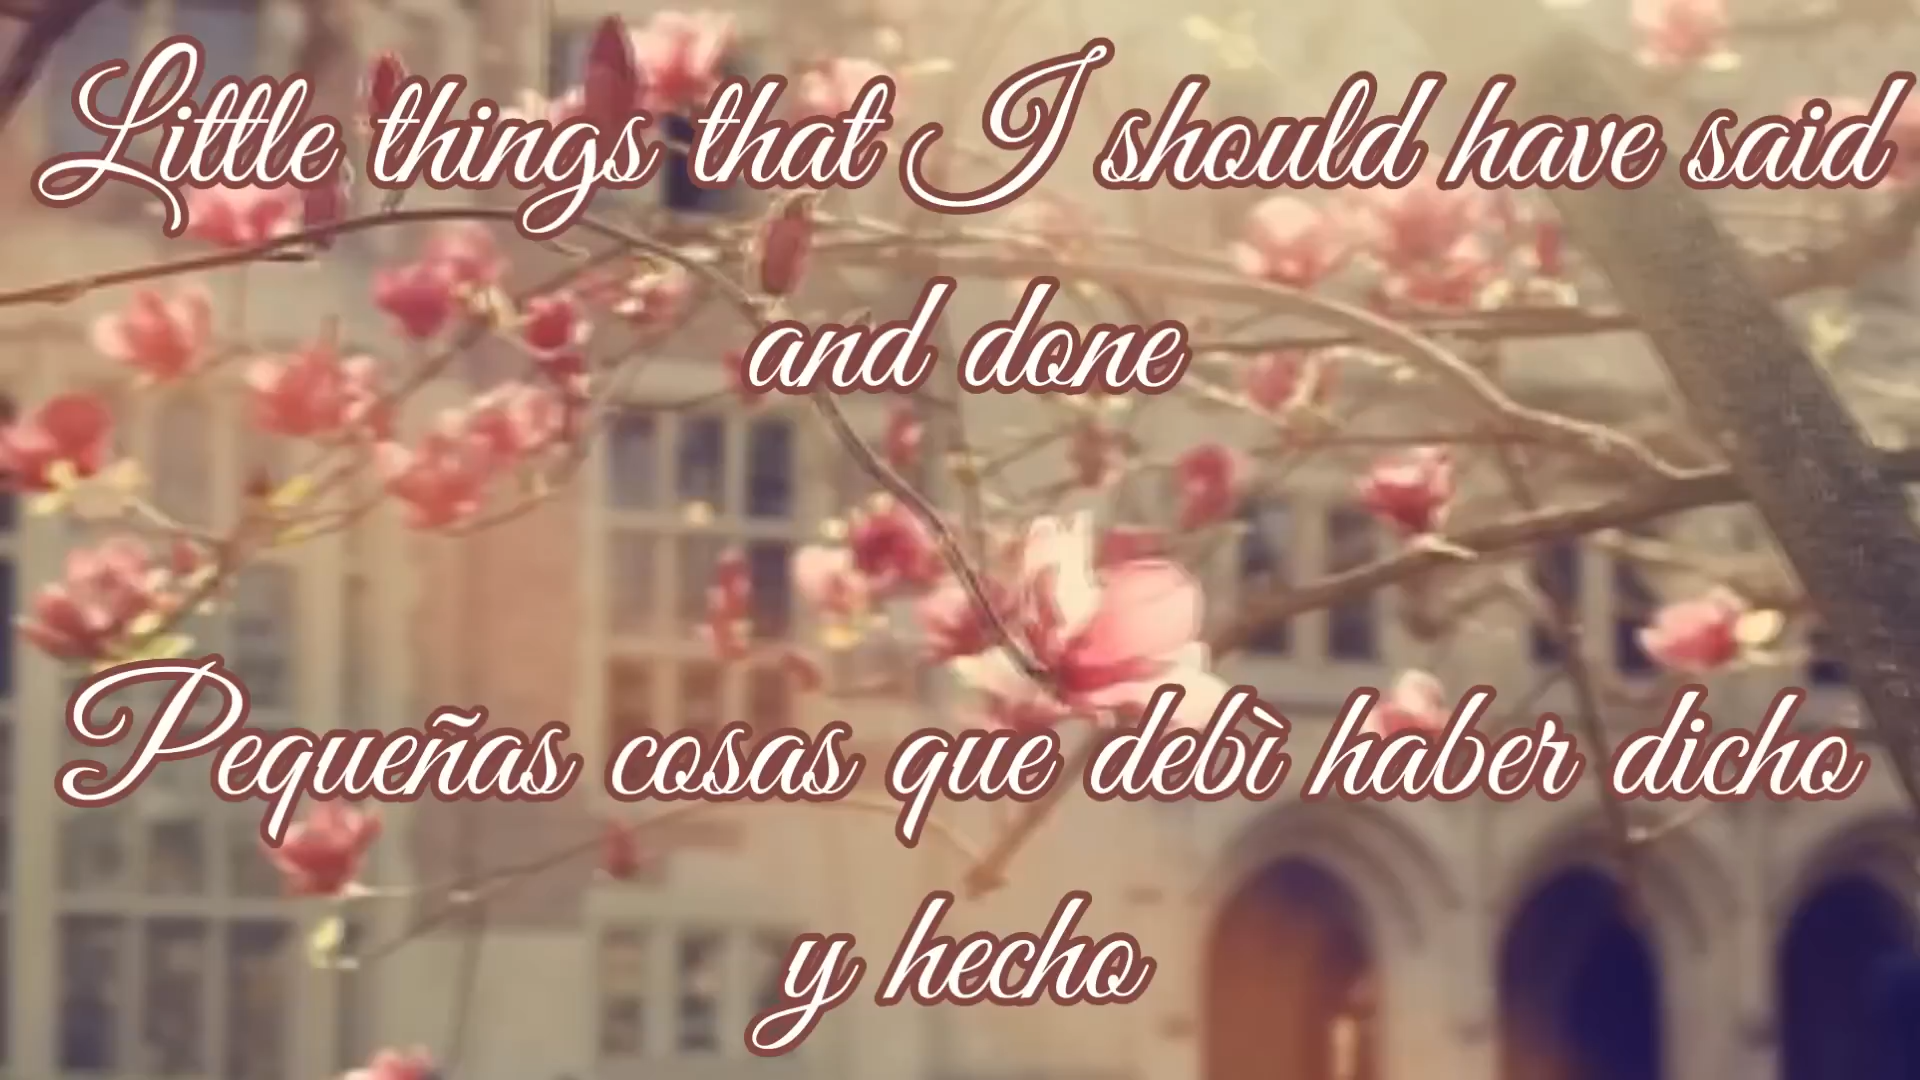 Little things that I should have said
and done
Pequeñas cosas que debì haber dicho
y hecho